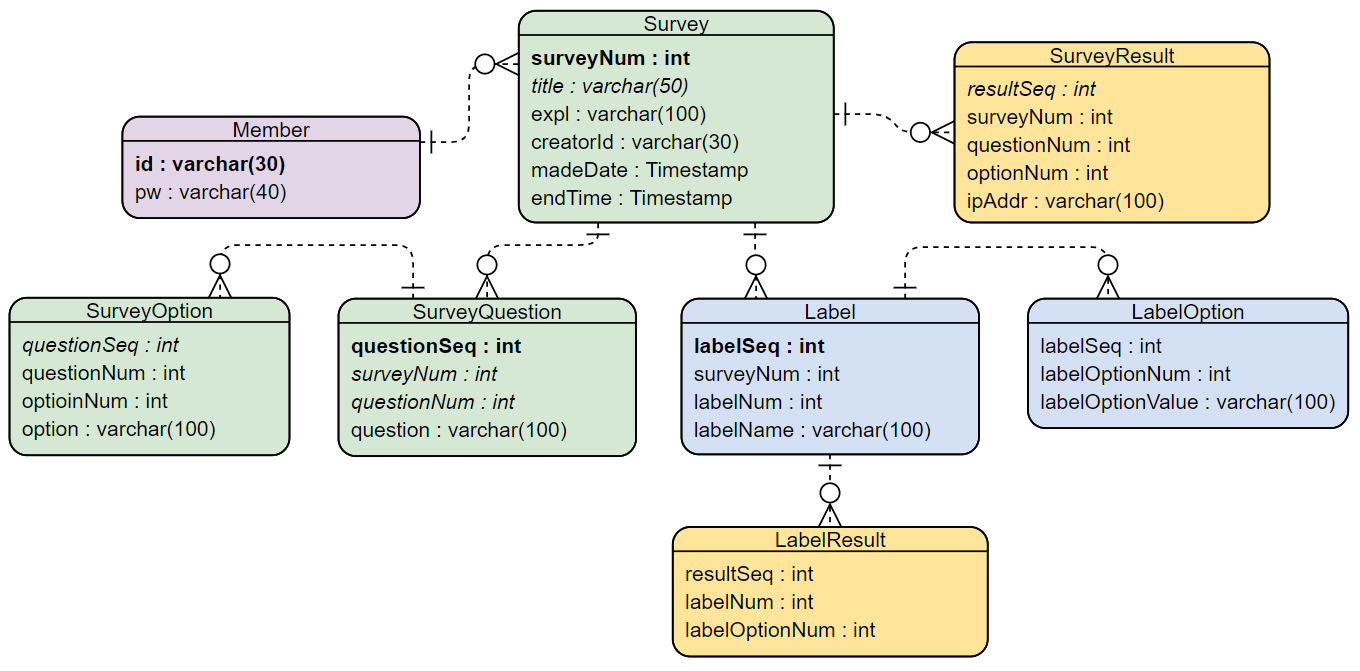 Survey
surveyNum : int
title : varchar(50)
expl : varchar(100)
creatorId : varchar(30)
madeDate : Timestamp
endTime : Timestamp
SurveyResult
resultSeq : int
surveyNum : int
questionNum : int
optionNum : int
ipAddr : varchar(100)
Member
id : varchar(30)
pw : varchar(40)
SurveyOption
questionSeq : int
questionNum : int
optioinNum : int
option : varchar(100)
SurveyQuestion
questionSeq : int
surveyNum : int
questionNum : int
question : varchar(100)
Label
labelSeq : int
surveyNum : int
labelNum : int
labelName : varchar(100)
LabelOption
labelSeq : int
labelOptionNum : int
labelOptionValue : varchar(100)
LabelResult
resultSeq : int
labelNum : int
labelOptionNum : int